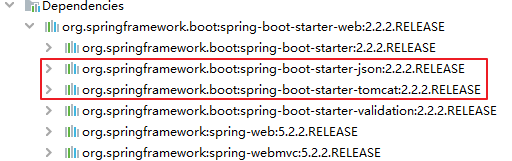 Dependencies
org.springframework.boot:spring-boot-starter-web:2.2.2.RELEASE
org.springframework.boot:spring-boot-starter:2.2.2.RELEASE
org.springframework.boot:spring-boot-starter-json:2.2.2.RELEASE
org.springframework.boot:spring-boot-starter-tomcat:2.2.2.RELEASE
org.springframework.boot:spring-boot-starter-validation:2.2.2.RELEASE
org.springframework:spring-web:5.2.2.RELEASE
org.springframework:spring-webmvc:5.2.2.RELEASE